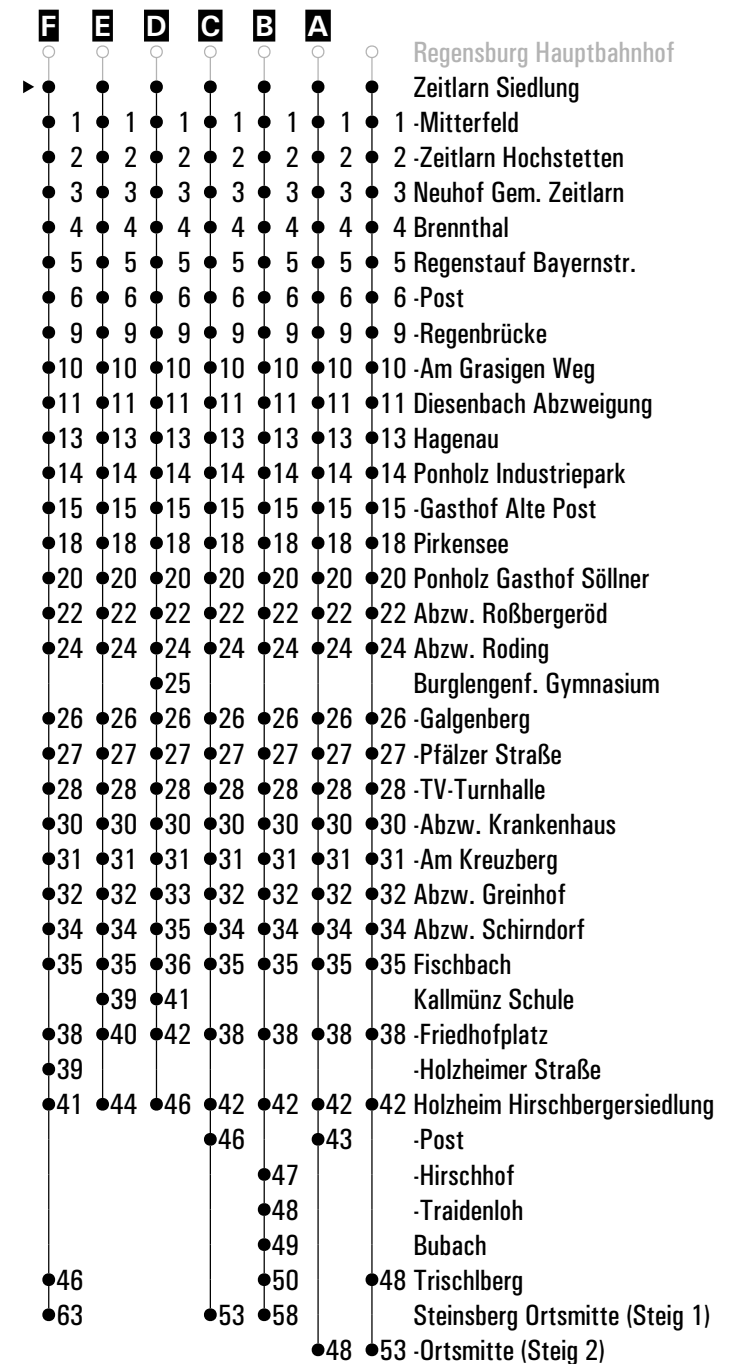 F E D C B A
Regensburg Hauptbahnhof
Zeitlarn Siedlung
1 1 1 1 1 1 1 -Mitterfeld
2 2 2 2 2 2 2 -Zeitlarn Hochstetten
3 3 3 3 3 3 3 Neuhof Gem. Zeitlarn
4 4 4 4 4 4 4 Brennthal
5 5 5 5 5 5 5 Regenstauf Bayernstr.
6 6 6 6 6 6 6 -Post
9 9 9 9 9 9 9 -Regenbrücke
10 10 10 10 10 10 10 -Am Grasigen Weg
11 11 11 11 11 11 11 Diesenbach Abzweigung
13 13 13 13 13 13 13 Hagenau
14 14 14 14 14 14 14 Ponholz Industriepark
15 15 15 15 15 15 15 -Gasthof Alte Post
18 18 18 18 18 18 18 Pirkensee
20 20 20 20 20 20 20 Ponholz Gasthof Söllner
22 22 22 22 22 22 22 Abzw. Roßbergeröd
24 24 24 24 24 24 24 Abzw. Roding
25 Burglengenf. Gymnasium
26 26 26 26 26 26 26 -Galgenberg
27 27 27 27 27 27 27 -Pfälzer Straße
28 28 28 28 28 28 28 -TV-Turnhalle
30 30 30 30 30 30 30 -Abzw. Krankenhaus
31 31 31 31 31 31 31 -Am Kreuzberg
32 32 33 32 32 32 32 Abzw. Greinhof
34 34 35 34 34 34 34 Abzw. Schirndorf
35 35 36 35 35 35 35 Fischbach
39 41 Kallmünz Schule
38 40 42 38 38 38 38 -Friedhofplatz
39 -Holzheimer Straße
41 44 46 42 42 42 42 Holzheim Hirschbergersiedlung
46 43 -Post
47 -Hirschhof
48 -Traidenloh
49 Bubach
46 50 48 Trischlberg
63 53 58 Steinsberg Ortsmitte (Steig 1)
48 53 -Ortsmitte (Steig 2)